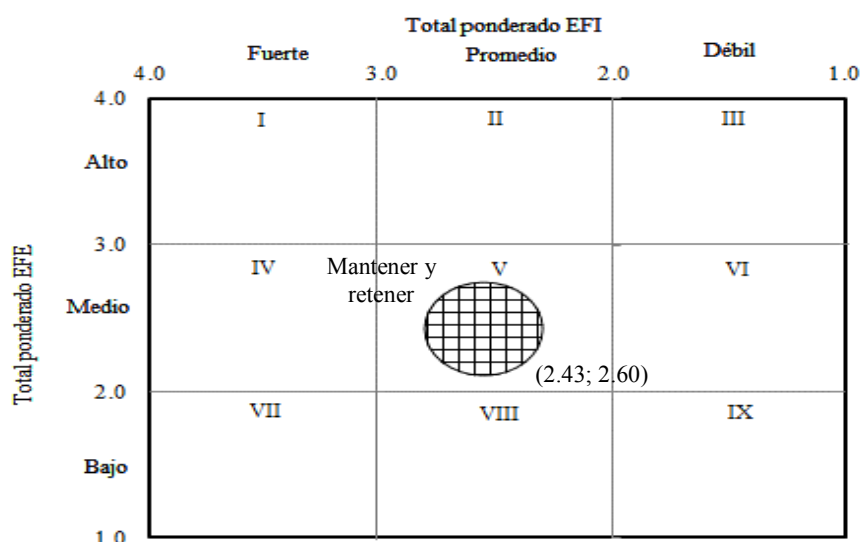 Total ponderado EFI
Fuerte Promedio Débil
4.0 3.0 2.0 1.0
4.0
I II III
Alto
3.0
IV Mantener y V VI
retener
Medio
(2.43; 2.60)
2.0
VII VIII IX
Bajo
1.0
Total ponderado EFE